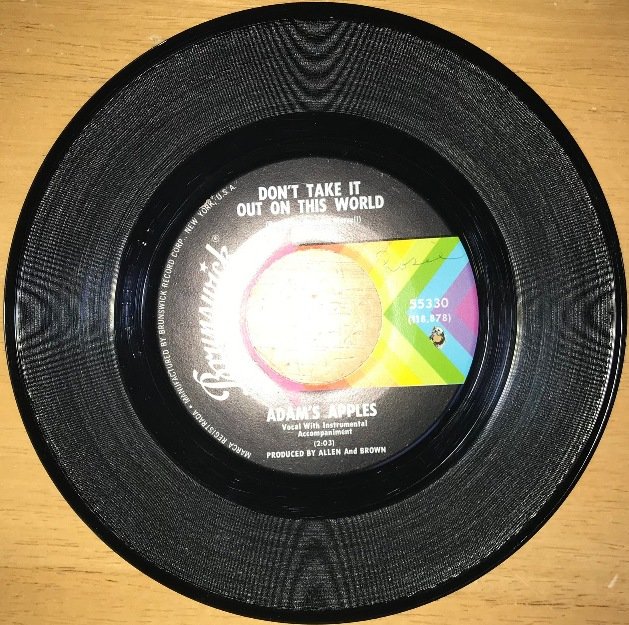 DON'T TAKE IT
OUT ON THIS WORLD
Brunswick®
55330
(118,878)
ADAM'S APPLES
Vocal With Instrumental
Accompaniment
(2:03)
PRODUCED BY ALLEN And BROWN
MARCA REGISTRADA • MANUFACTURED BY BRUNSWICK RECORD CORP. NEW YORK, U.S.A.